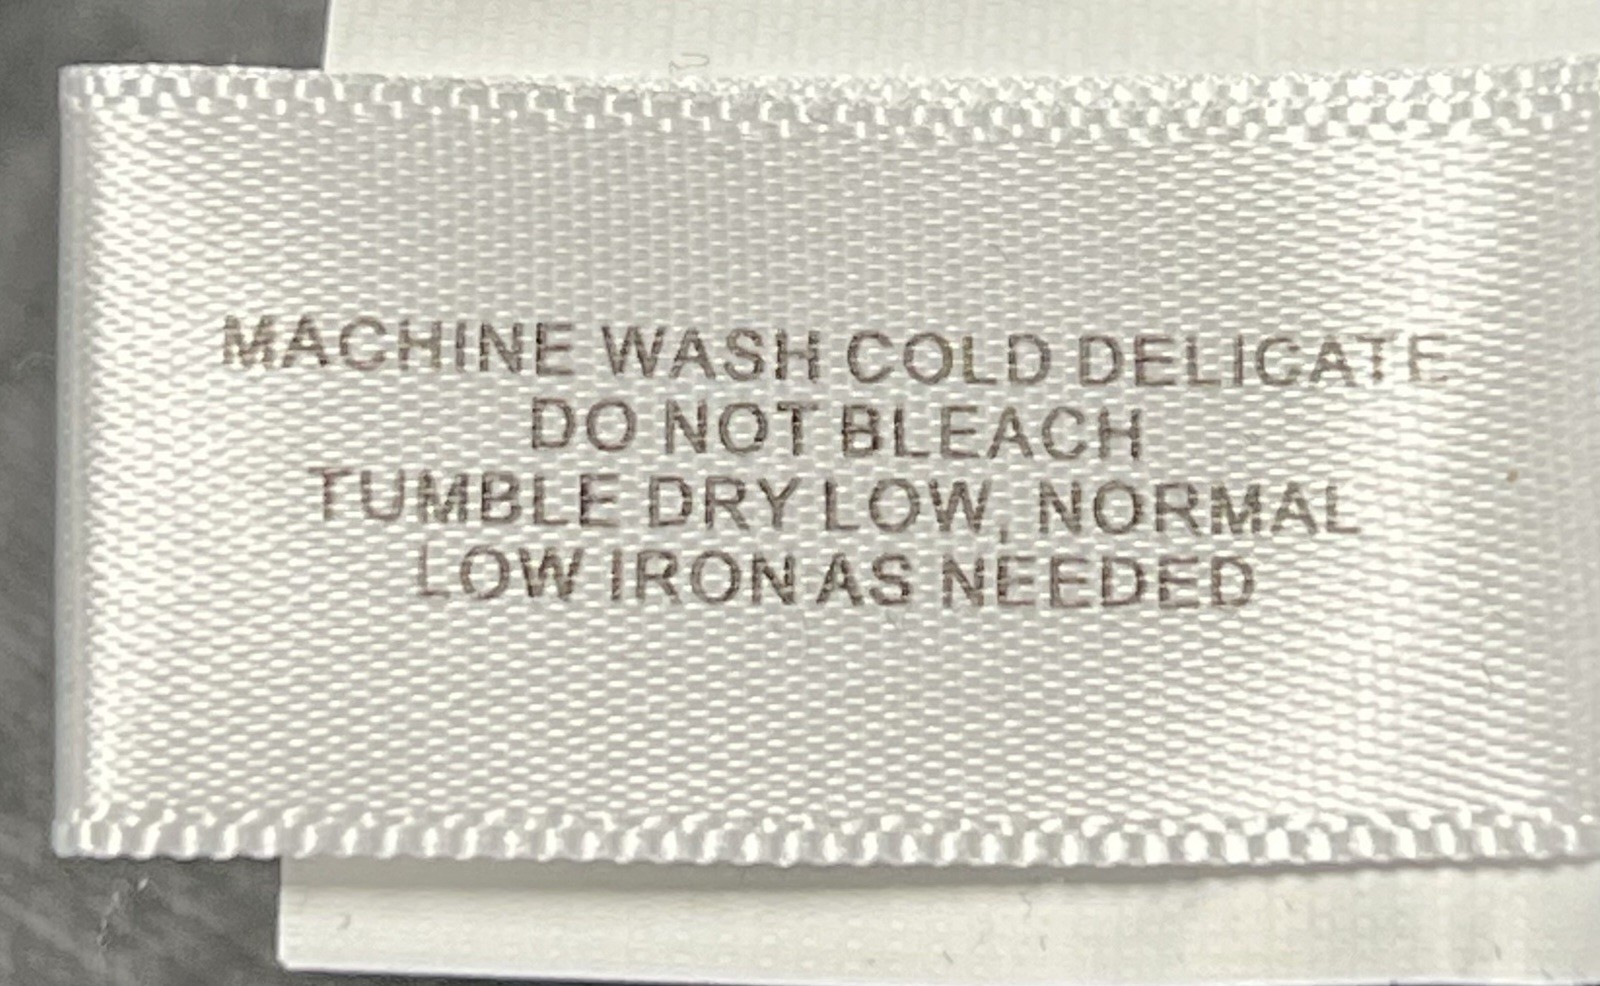 MACHINE WASH COLD DELICATE
DO NOT BLEACH
TUMBLE DRY LOW, NORMAL
LOW IRON AS NEEDED